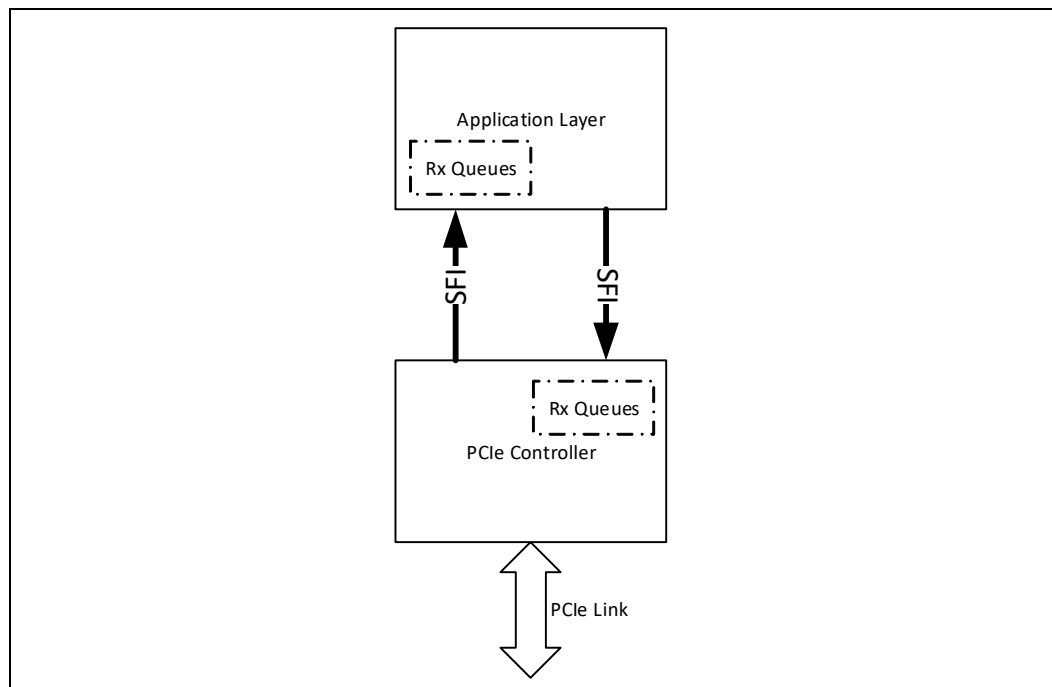 Application Layer
Rx Queues
SFI
SFI
Rx Queues
PCIe Controller
PCIe Link